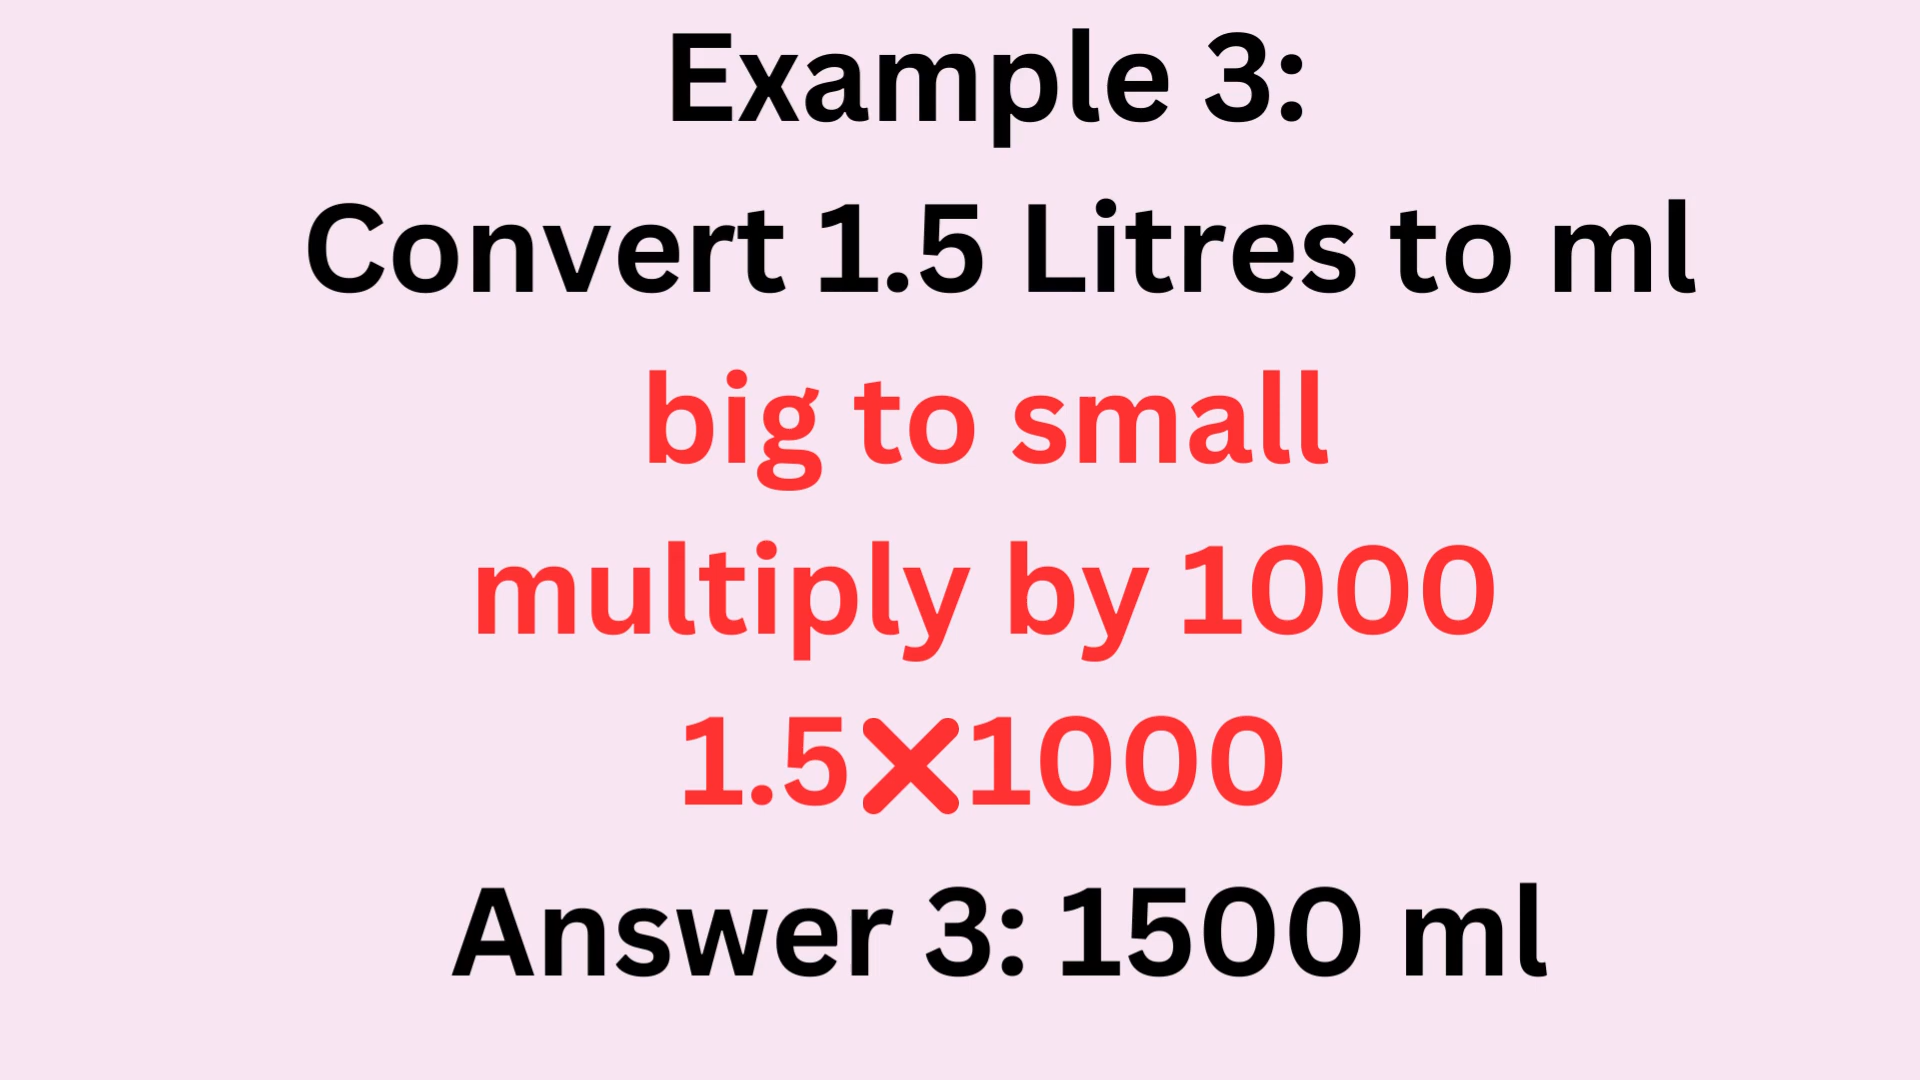 Example 3:
Convert 1.5 Litres to ml
big to small
multiply by 1000
1.5❌1000
Answer 3: 1500 ml